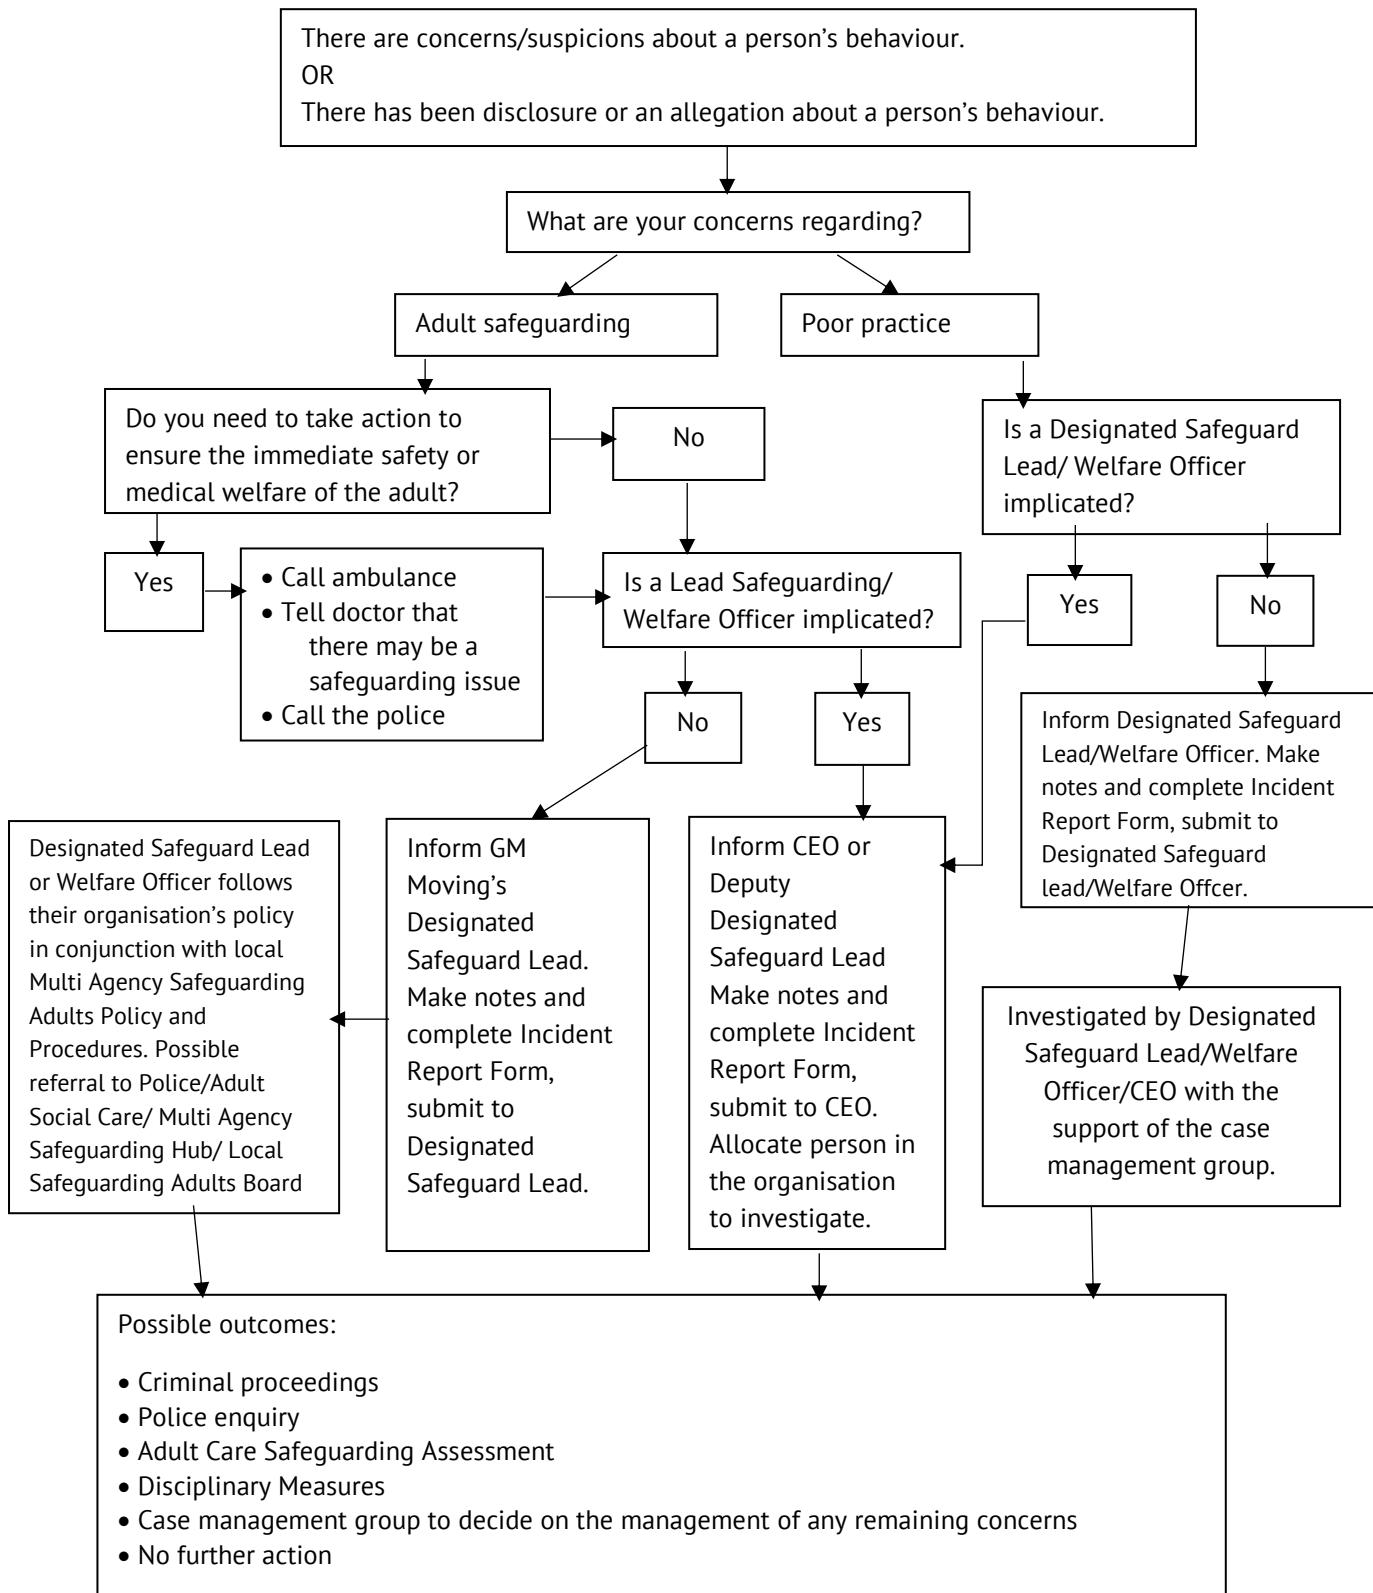 There are concerns/suspicions about a person's behaviour.
OR
There has been disclosure or an allegation about a person's behaviour.
What are your concerns regarding?
Adult safeguarding
Poor practice
Do you need to take action to
ensure the immediate safety or
medical welfare of the adult?
No
Is a Designated Safeguard
Lead/ Welfare Officer
implicated?
Yes
• Call ambulance
• Tell doctor that
there may be a
safeguarding issue
• Call the police
Is a Lead Safeguarding/
Welfare Officer implicated?
Yes
No
No
Yes
Inform Designated Safeguard
Lead/Welfare Officer. Make
notes and complete Incident
Report Form, submit to
Designated Safeguard
lead/Welfare Offcer.
Designated Safeguard Lead
or Welfare Officer follows
their organisation's policy
in conjunction with local
Multi Agency Safeguarding
Adults Policy and
Procedures. Possible
referral to Police/Adult
Social Care/ Multi Agency
Safeguarding Hub/ Local
Safeguarding Adults Board
Inform GM
Moving's
Designated
Safeguard Lead.
Make notes and
complete Incident
Report Form,
submit to
Designated
Safeguard Lead.
Inform CEO or
Deputy
Designated
Safeguard Lead
Make notes and
complete Incident
Report Form,
submit to CEO.
Allocate person in
the organisation
to investigate.
Investigated by Designated
Safeguard Lead/Welfare
Officer/CEO with the
support of the case
management group.
Possible outcomes:
• Criminal proceedings
• Police enquiry
• Adult Care Safeguarding Assessment
• Disciplinary Measures
• Case management group to decide on the management of any remaining concerns
• No further action